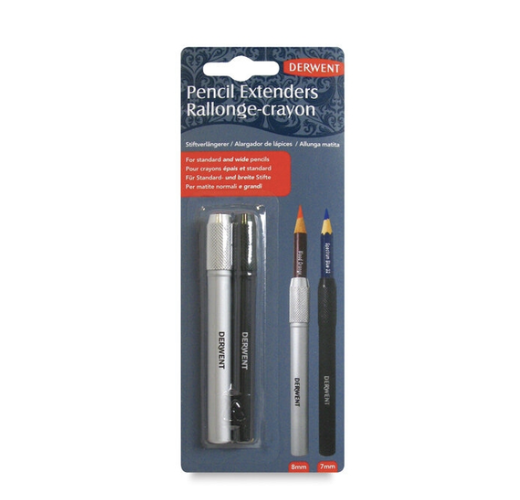 DERWENT
Pencil Extenders
Rallonge-crayon
Stiftverlängerer / Alargador de lápices / Allunga matita
For standard and wide pencils
Pour crayons épais et standard
Für Standard- und breite Stifte
Per matite normali e grandi
DERWENT
DERWENT
DERWENT
DERWENT
8mm
7mm